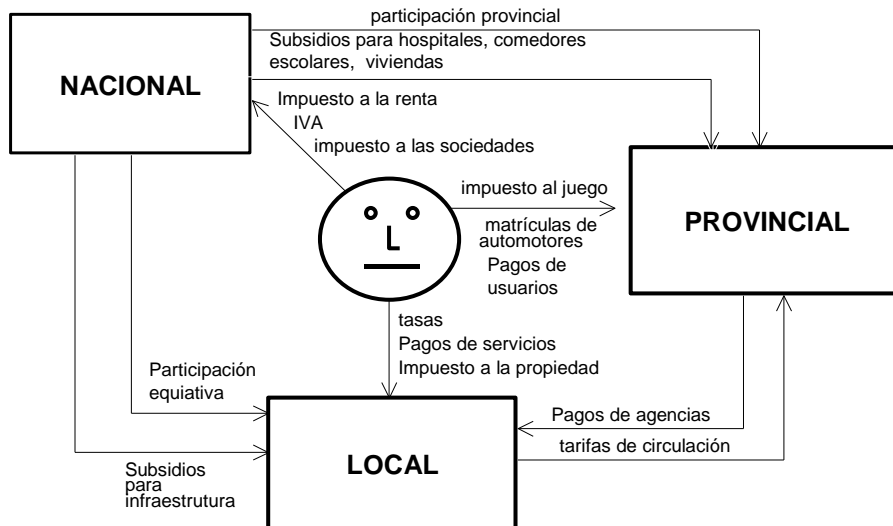 participación provincial
Subsidios para hospitales, comedores
escolares, viviendas
NACIONAL
Impuesto a la renta
IVA
impuesto a las sociedades
impuesto al juego
matrículas de
automotores
Pagos de
usuarios
PROVINCIAL
L
tasas
Pagos de servicios
Impuesto a la propiedad
Participación
equiativa
Pagos de agencias
tarifas de circulación
LOCAL
Subsidios
para
infraestrutura